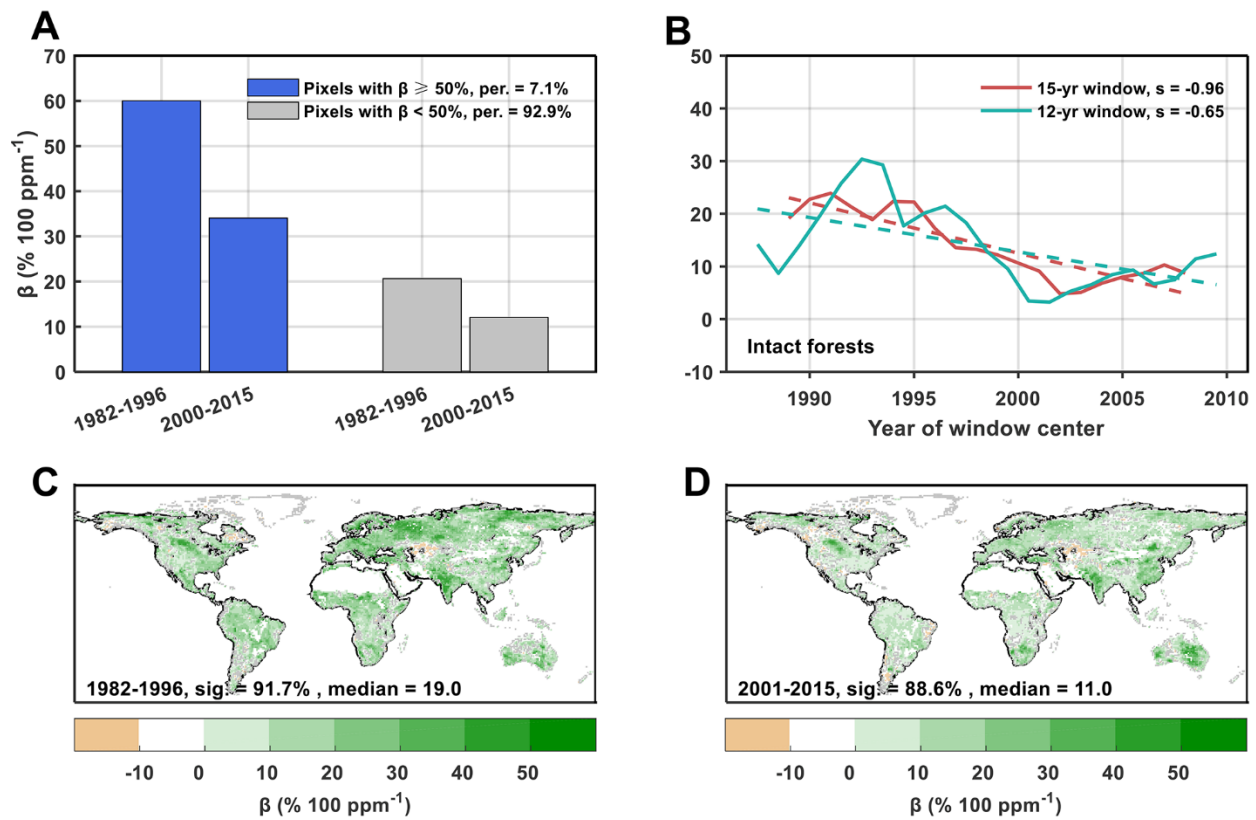 A
70
60
50
40
30
20
10
0
β (% 100 ppm⁻¹)
Pixels with β ⩾ 50%, per. = 7.1%
Pixels with β < 50%, per. = 92.9%
1982-1996
2000-2015
1982-1996
2000-2015
B
50
40
30
20
10
0
-10
15-yr window, s = -0.96
12-yr window, s = -0.65
Intact forests
1990 1995 2000 2005 2010
Year of window center
C
1982-1996, sig. = 91.7% , median = 19.0
-10 0 10 20 30 40 50
β (% 100 ppm⁻¹)
D
2001-2015, sig. = 88.6% , median = 11.0
-10 0 10 20 30 40 50
β (% 100 ppm⁻¹)